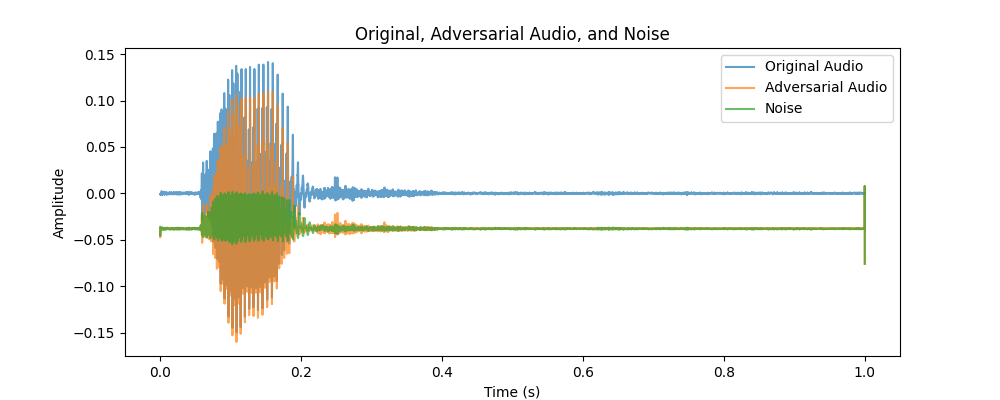 Original, Adversarial Audio, and Noise
Original Audio
Adversarial Audio
Noise
Amplitude
0.15
0.10
0.05
0.00
−0.05
−0.10
−0.15
0.0 0.2 0.4 0.6 0.8 1.0
Time (s)